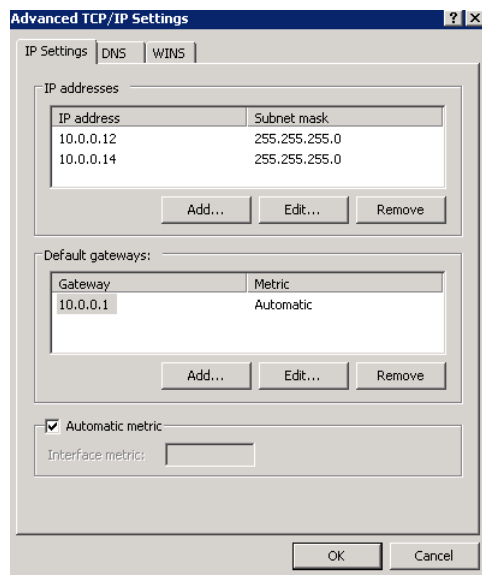 Advanced TCP/IP Settings
IP Settings DNS WINS
IP addresses
IP address Subnet mask
10.0.0.12 255.255.255.0
10.0.0.14 255.255.255.0
Add... Edit... Remove
Default gateways:
Gateway Metric
10.0.0.1 Automatic
Add... Edit... Remove
Automatic metric
Interface metric:
OK Cancel